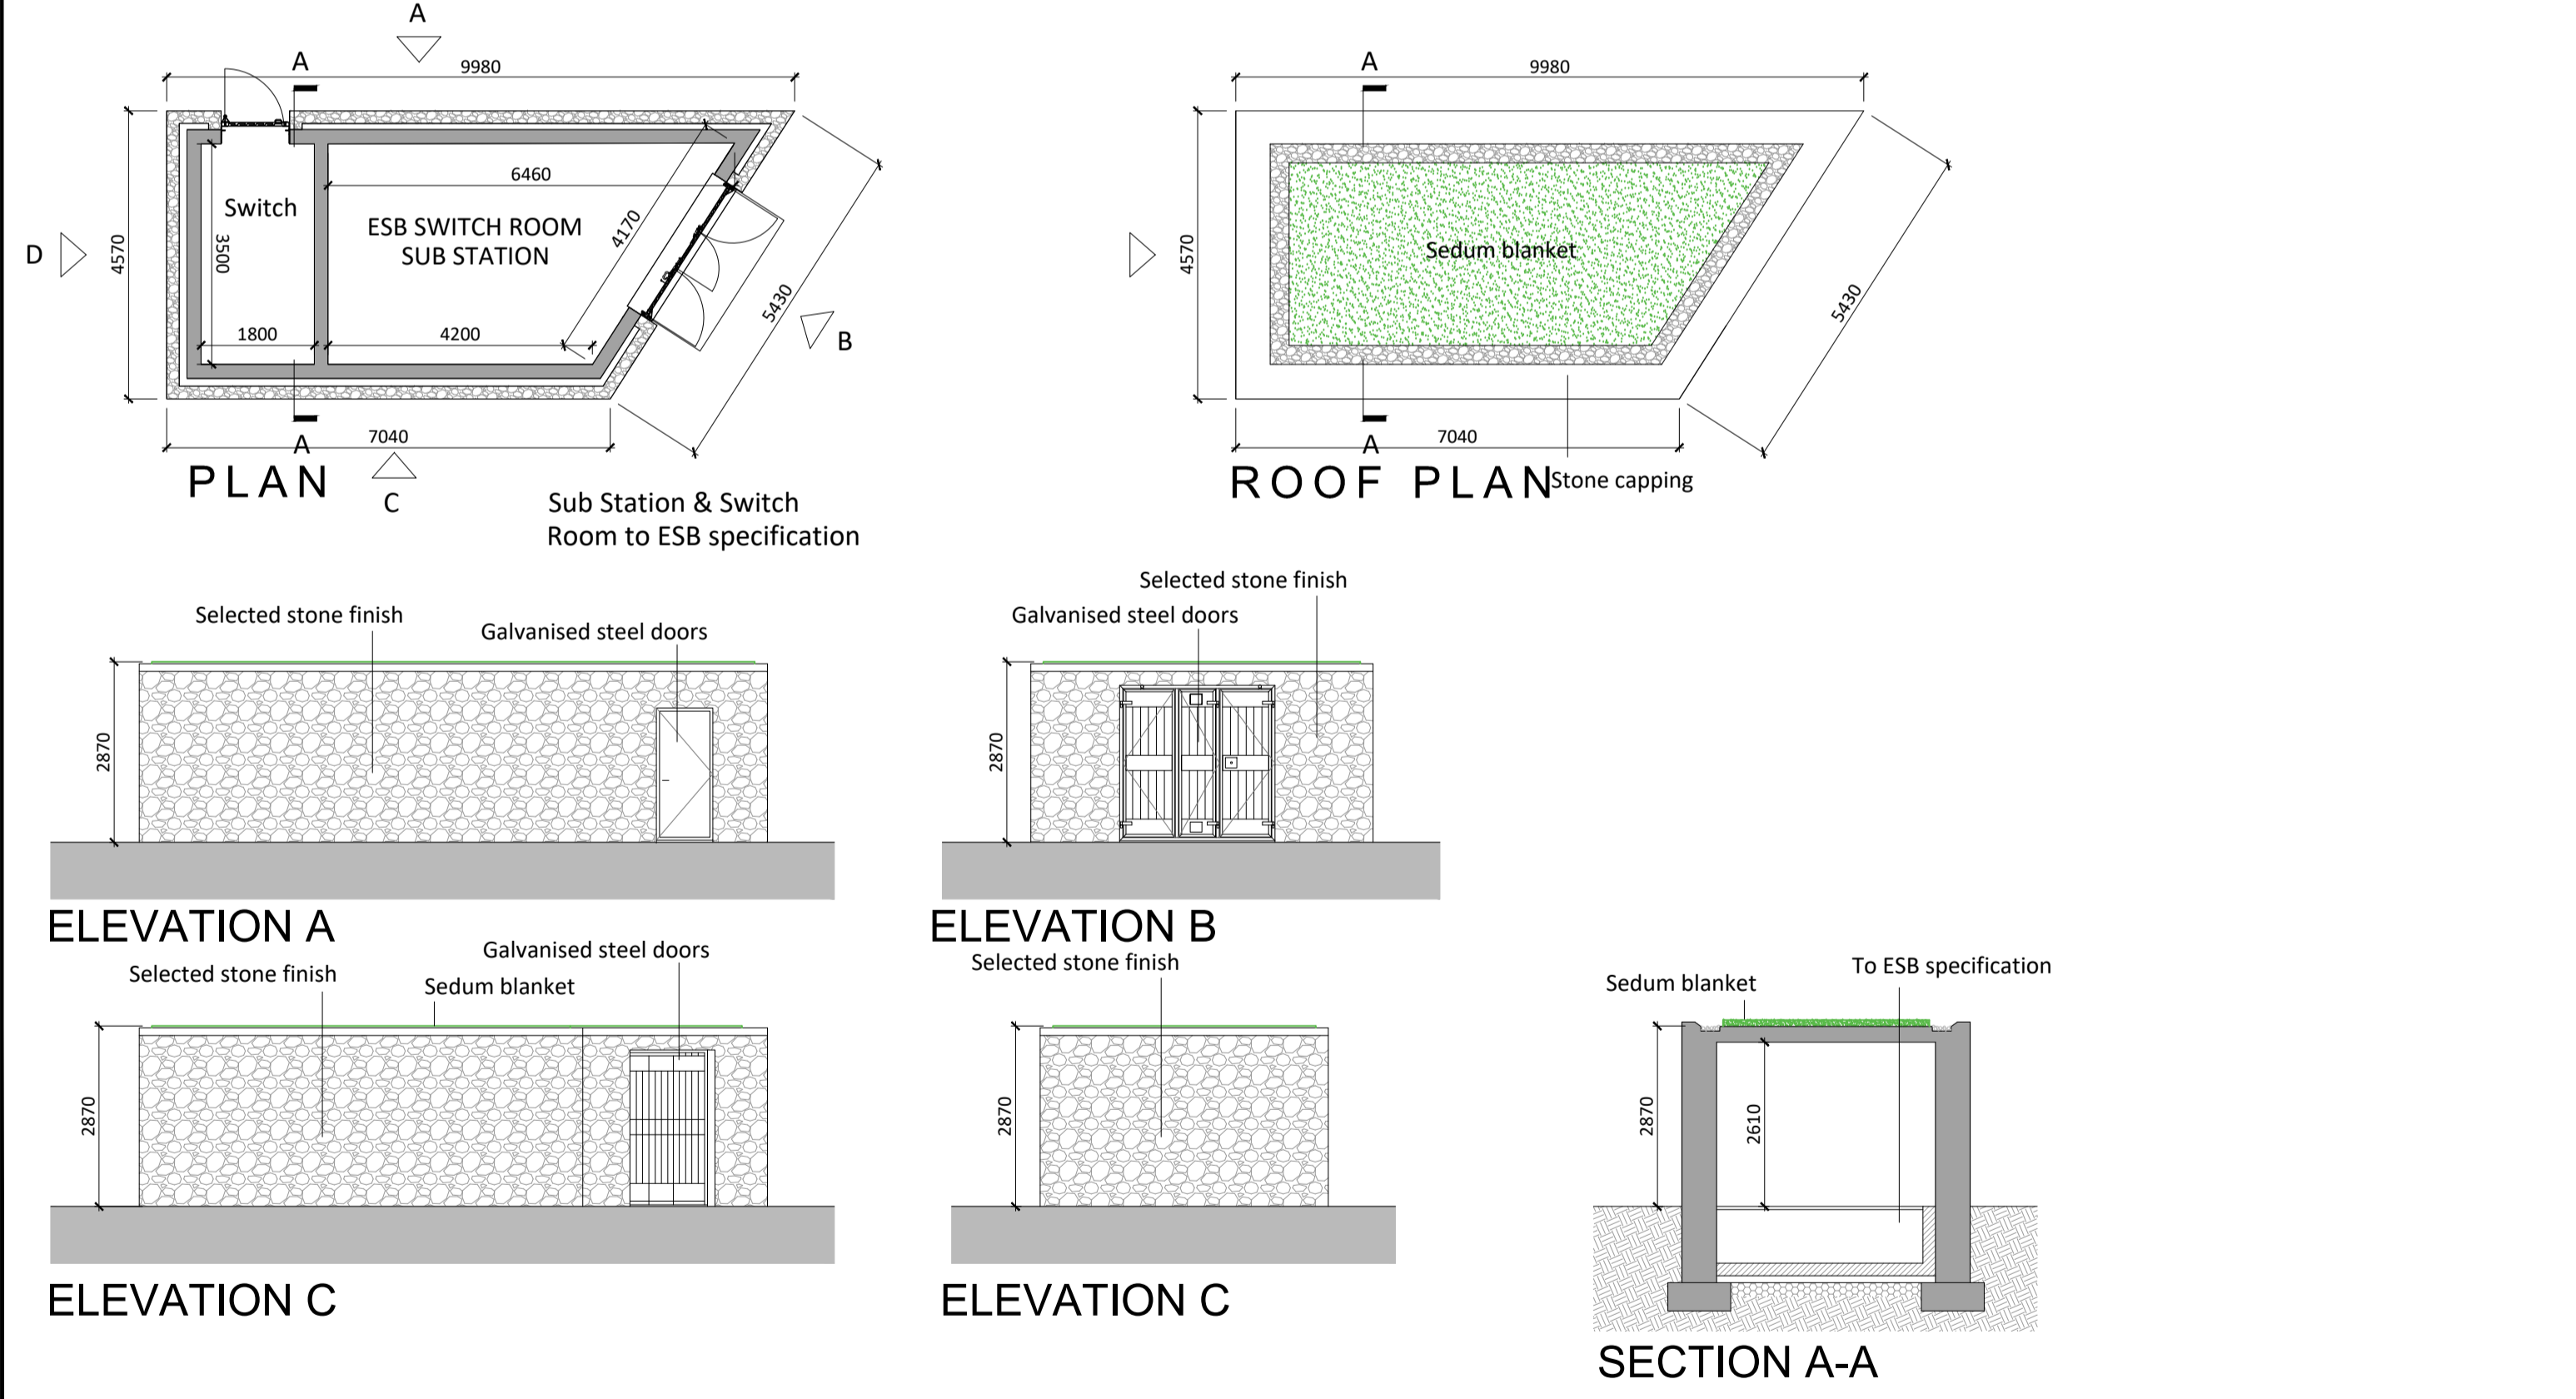 A
A
9980
4570
D
Switch
3500
ESB SWITCH ROOM
SUB STATION
6460
4170
1800
4200
5430
B
A
7040
PLAN
C
Sub Station & Switch
Room to ESB specification
A
9980
4570
Sedum blanket
5430
A
7040
ROOF PLAN
Stone capping
Selected stone finish
Galvanised steel doors
2870
ELEVATION A
Selected stone finish
Galvanised steel doors
2870
ELEVATION B
Galvanised steel doors
Selected stone finish
Sedum blanket
2870
ELEVATION C
Selected stone finish
2870
ELEVATION C
To ESB specification
Sedum blanket
2870
2610
SECTION A-A